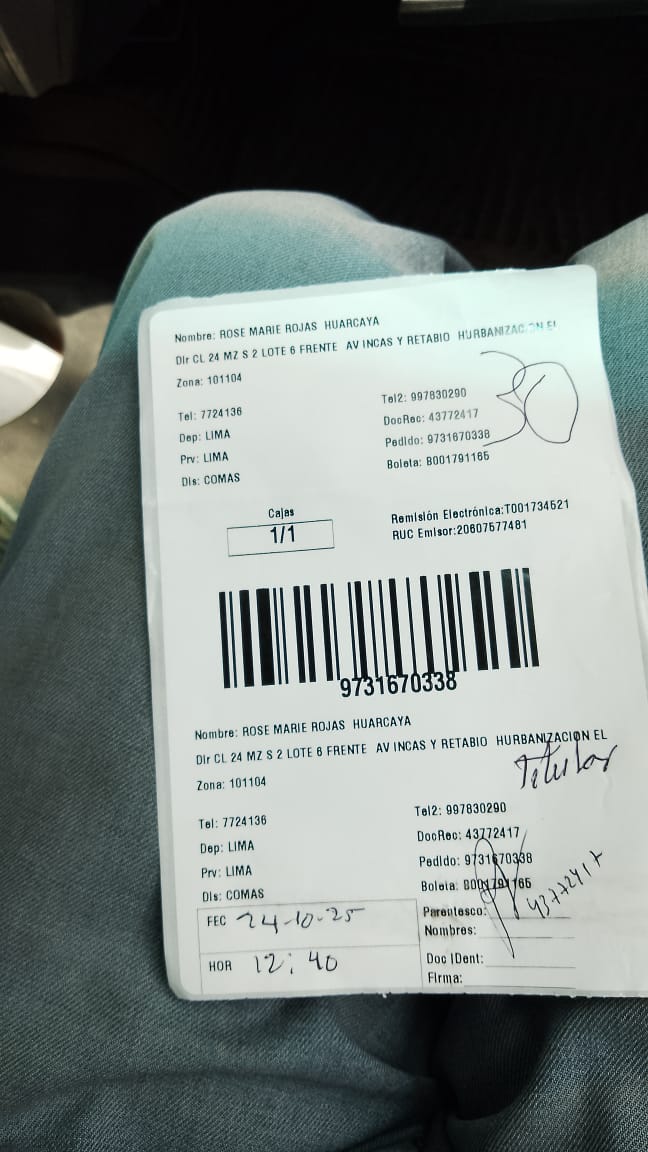 Nombre: ROSE MARIE ROJAS HUARCAYA
Dir CL 24 MZ S 2 LOTE 6 FRENTE AV INCAS Y RETABIO HURBANIZACION EL
Zona: 101104
30
Tel: 7724136
Tel2: 997830290
Dep: LIMA
DocRec: 43772417
Prv: LIMA
Pedido: 9731670338
Dis: COMAS
Boleta: B001791165
Cajas
1/1
Remisión Electrónica:T001734521
RUC Emisor:20607577481
9731670338
Nombre: ROSE MARIE ROJAS HUARCAYA
Dir CL 24 MZ S 2 LOTE 6 FRENTE AV INCAS Y RETABIO HURBANIZACION EL
Titular
Zona: 101104
Tel: 7724136
Tel2: 997830290
Dep: LIMA
DocRec: 43772417
Prv: LIMA
Pedido: 9731670338
Dis: COMAS
Boleta: B001791165
FEC 24-10-25
Parentesco:
43772417
Nombres:
HOR 12:40
Doc IDent:
Firma: